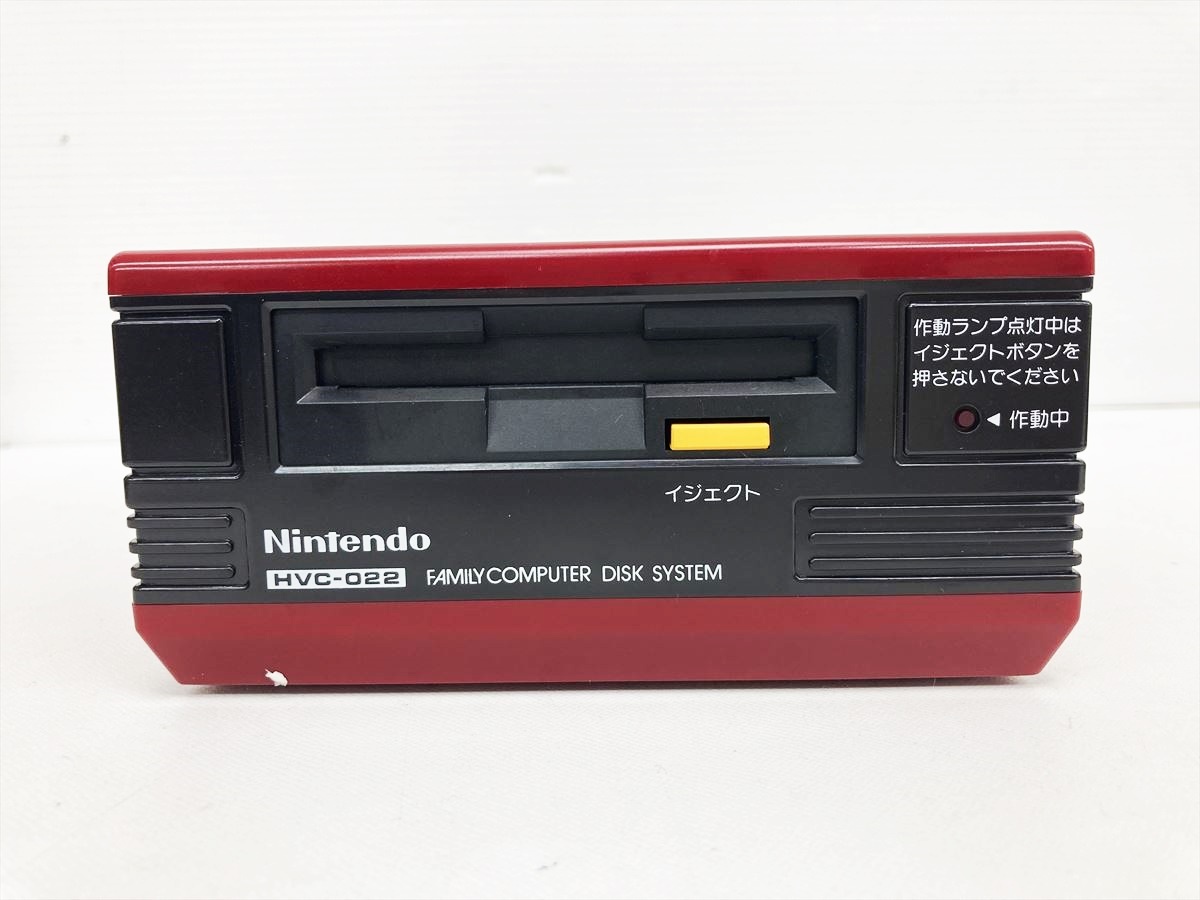 作動ランプ点灯中は
イジェクトボタンを
押さないでください
◀ 作動中
イジェクト
Nintendo
HVC-022 FAMILY COMPUTER DISK SYSTEM